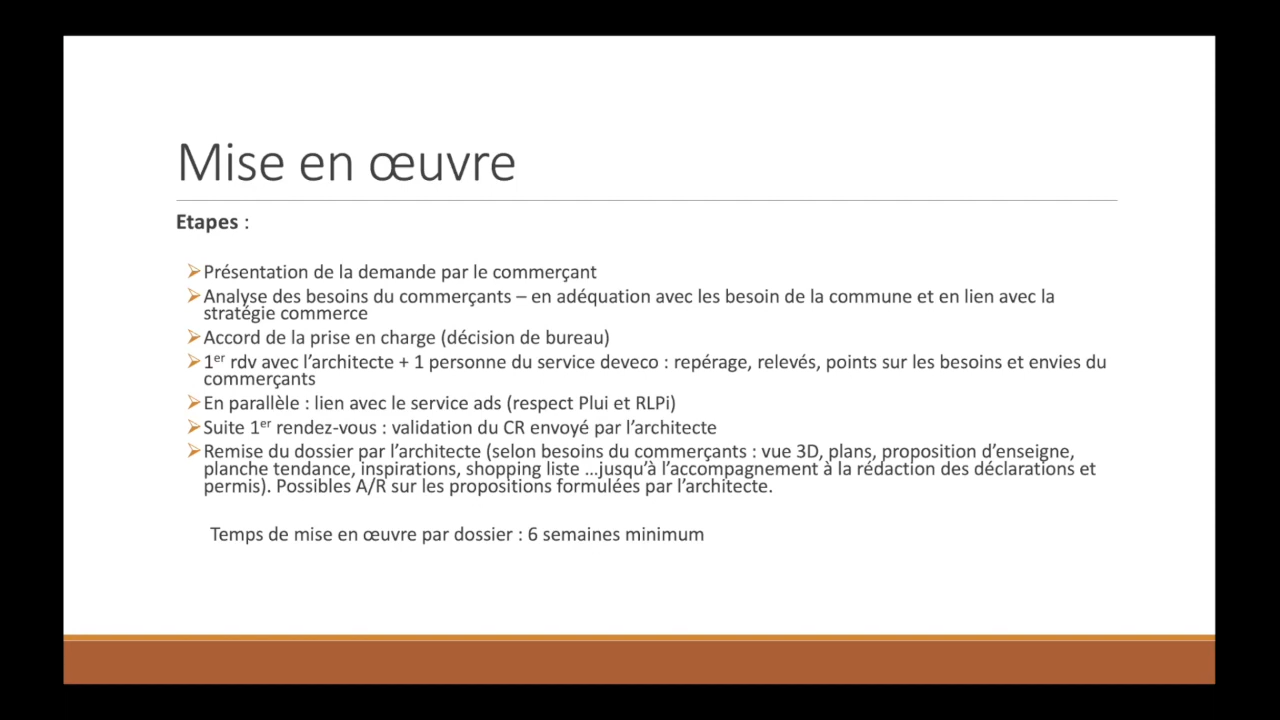 Mise en œuvre
Etapes :
➢Présentation de la demande par le commerçant
➢Analyse des besoins du commerçants – en adéquation avec les besoin de la commune et en lien avec la
stratégie commerce
➢Accord de la prise en charge (décision de bureau)
➢1er rdv avec l’architecte + 1 personne du service deveco : repérage, relevés, points sur les besoins et envies du
commerçants
➢En parallèle : lien avec le service ads (respect Plui et RLPi)
➢Suite 1er rendez-vous : validation du CR envoyé par l’architecte
➢Remise du dossier par l’architecte (selon besoins du commerçants : vue 3D, plans, proposition d’enseigne,
planche tendance, inspirations, shopping liste …jusqu’à l’accompagnement à la rédaction des déclarations et
permis). Possibles A/R sur les propositions formulées par l’architecte.
Temps de mise en œuvre par dossier : 6 semaines minimum